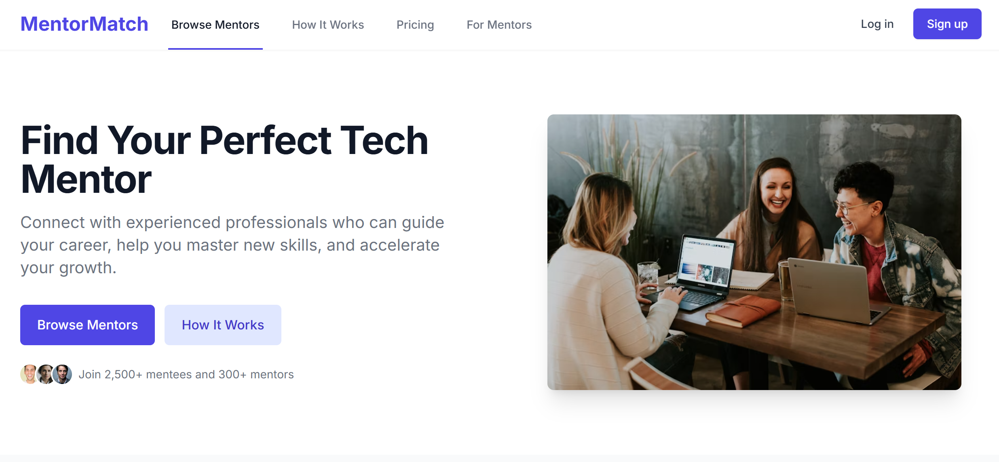 MentorMatch
Browse Mentors
How It Works
Pricing
For Mentors
Log in
Sign up
Find Your Perfect Tech
Mentor
Connect with experienced professionals who can guide
your career, help you master new skills, and accelerate
your growth.
Browse Mentors
How It Works
Join 2,500+ mentees and 300+ mentors